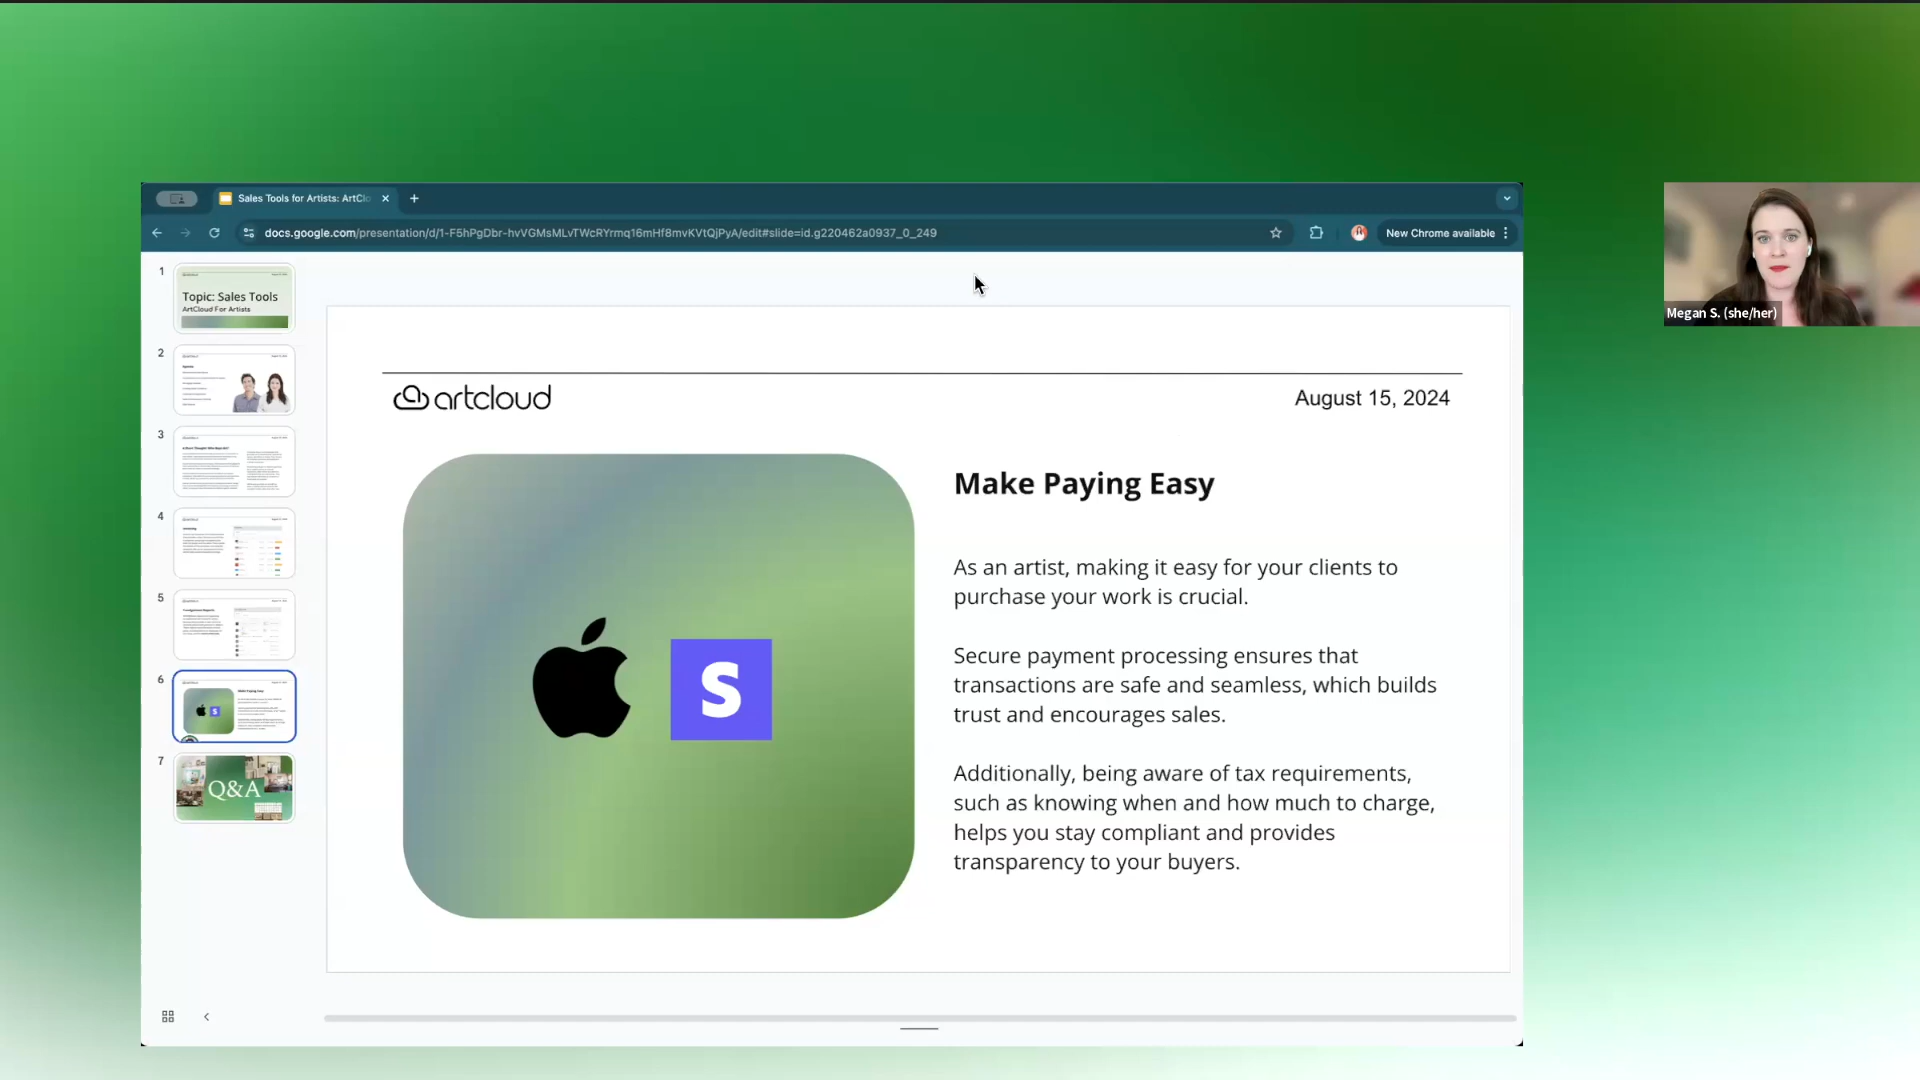 Sales Tools for Artists: ArtClo
docs.google.com/presentation/d/1-F5hPgDbr-hvVGMsMLvTWcRYrmq16mHf8mvKVtQjPyA/edit#slide=id.g220462a0937_0_249
New Chrome available
1
Topic: Sales Tools
ArtCloud For Artists
2
3
4
5
6
7
Q&A
artcloud
August 15, 2024
S
Make Paying Easy
As an artist, making it easy for your clients to
purchase your work is crucial.
Secure payment processing ensures that
transactions are safe and seamless, which builds
trust and encourages sales.
Additionally, being aware of tax requirements,
such as knowing when and how much to charge,
helps you stay compliant and provides
transparency to your buyers.
Megan S. (she/her)